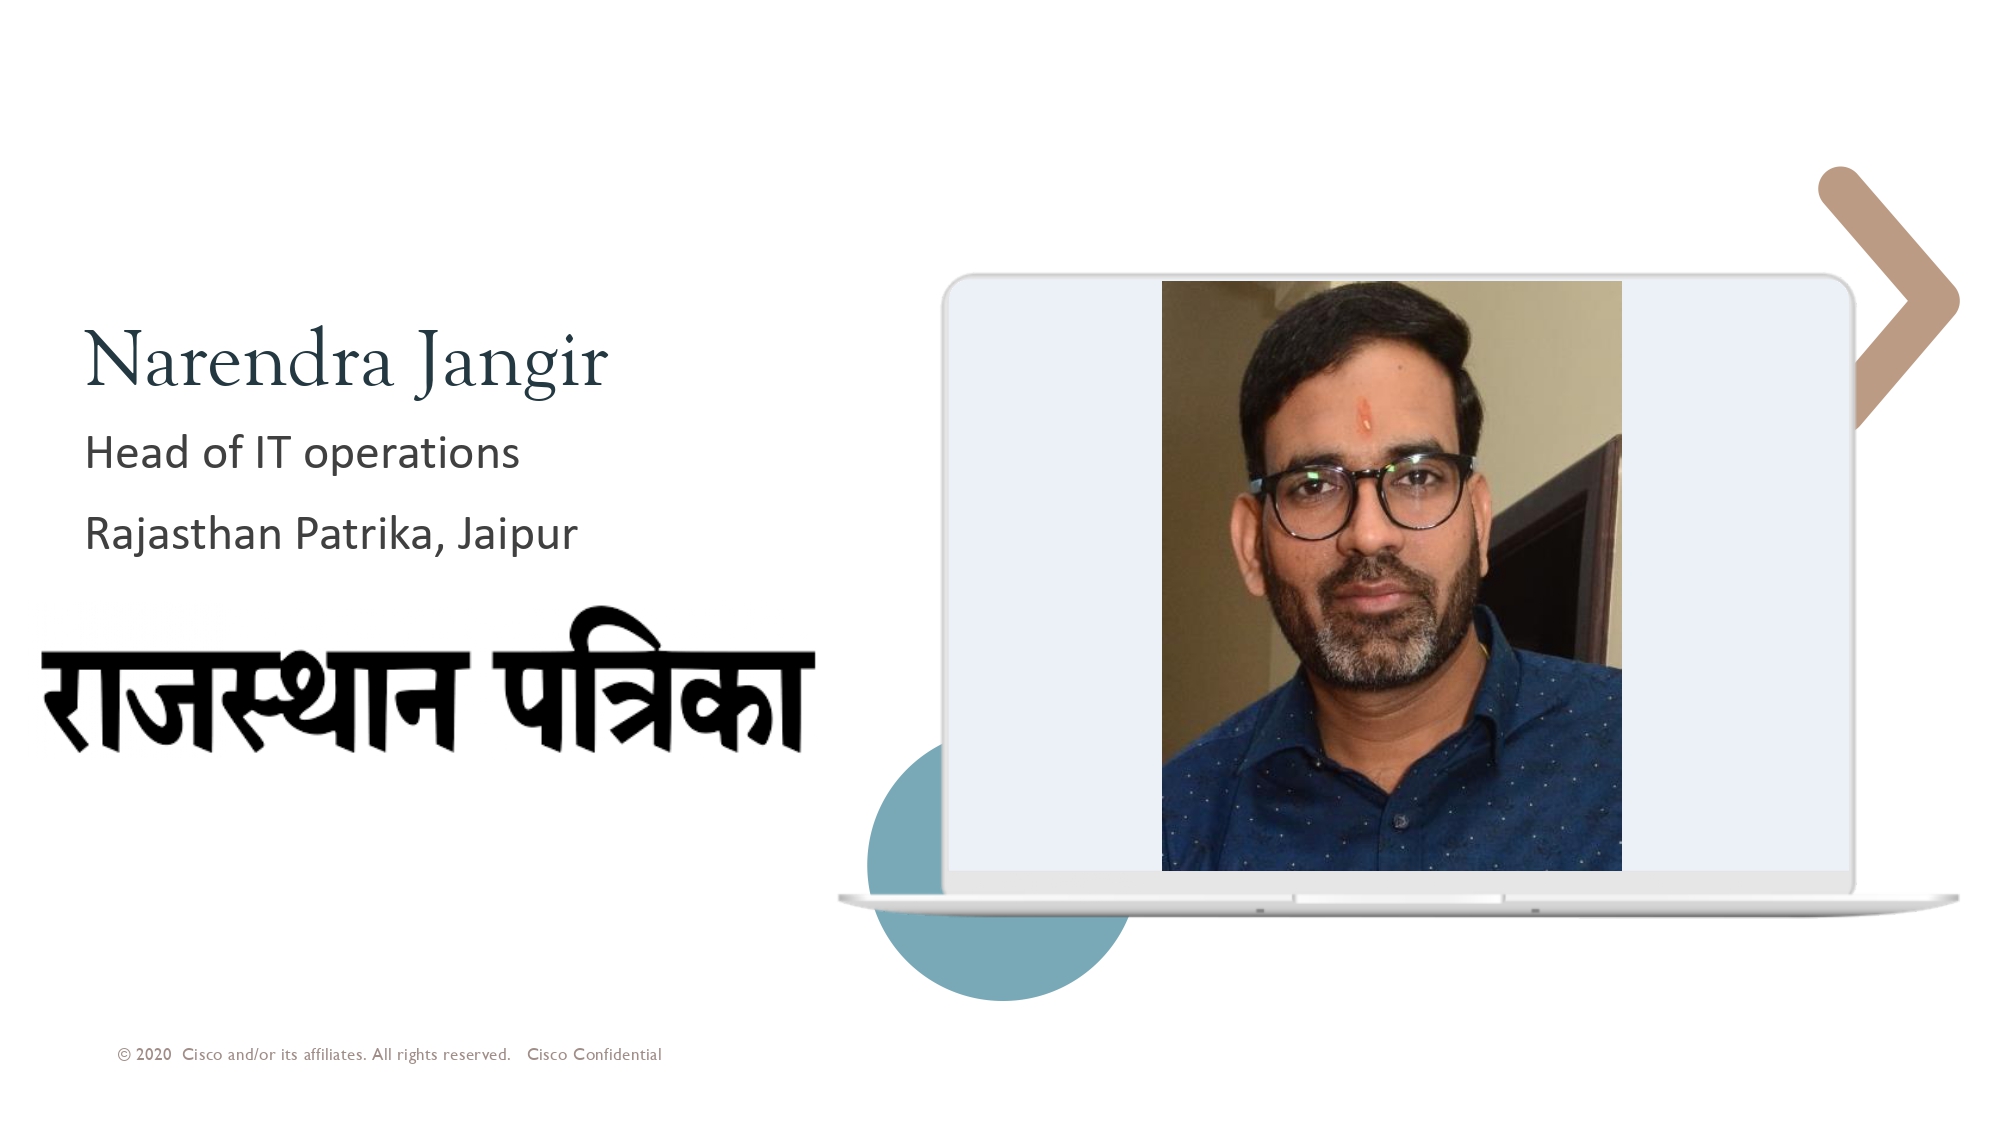 Narendra Jangir
Head of IT operations
Rajasthan Patrika, Jaipur
राजस्थान पत्रिका
© 2020 Cisco and/or its affiliates. All rights reserved. Cisco Confidential